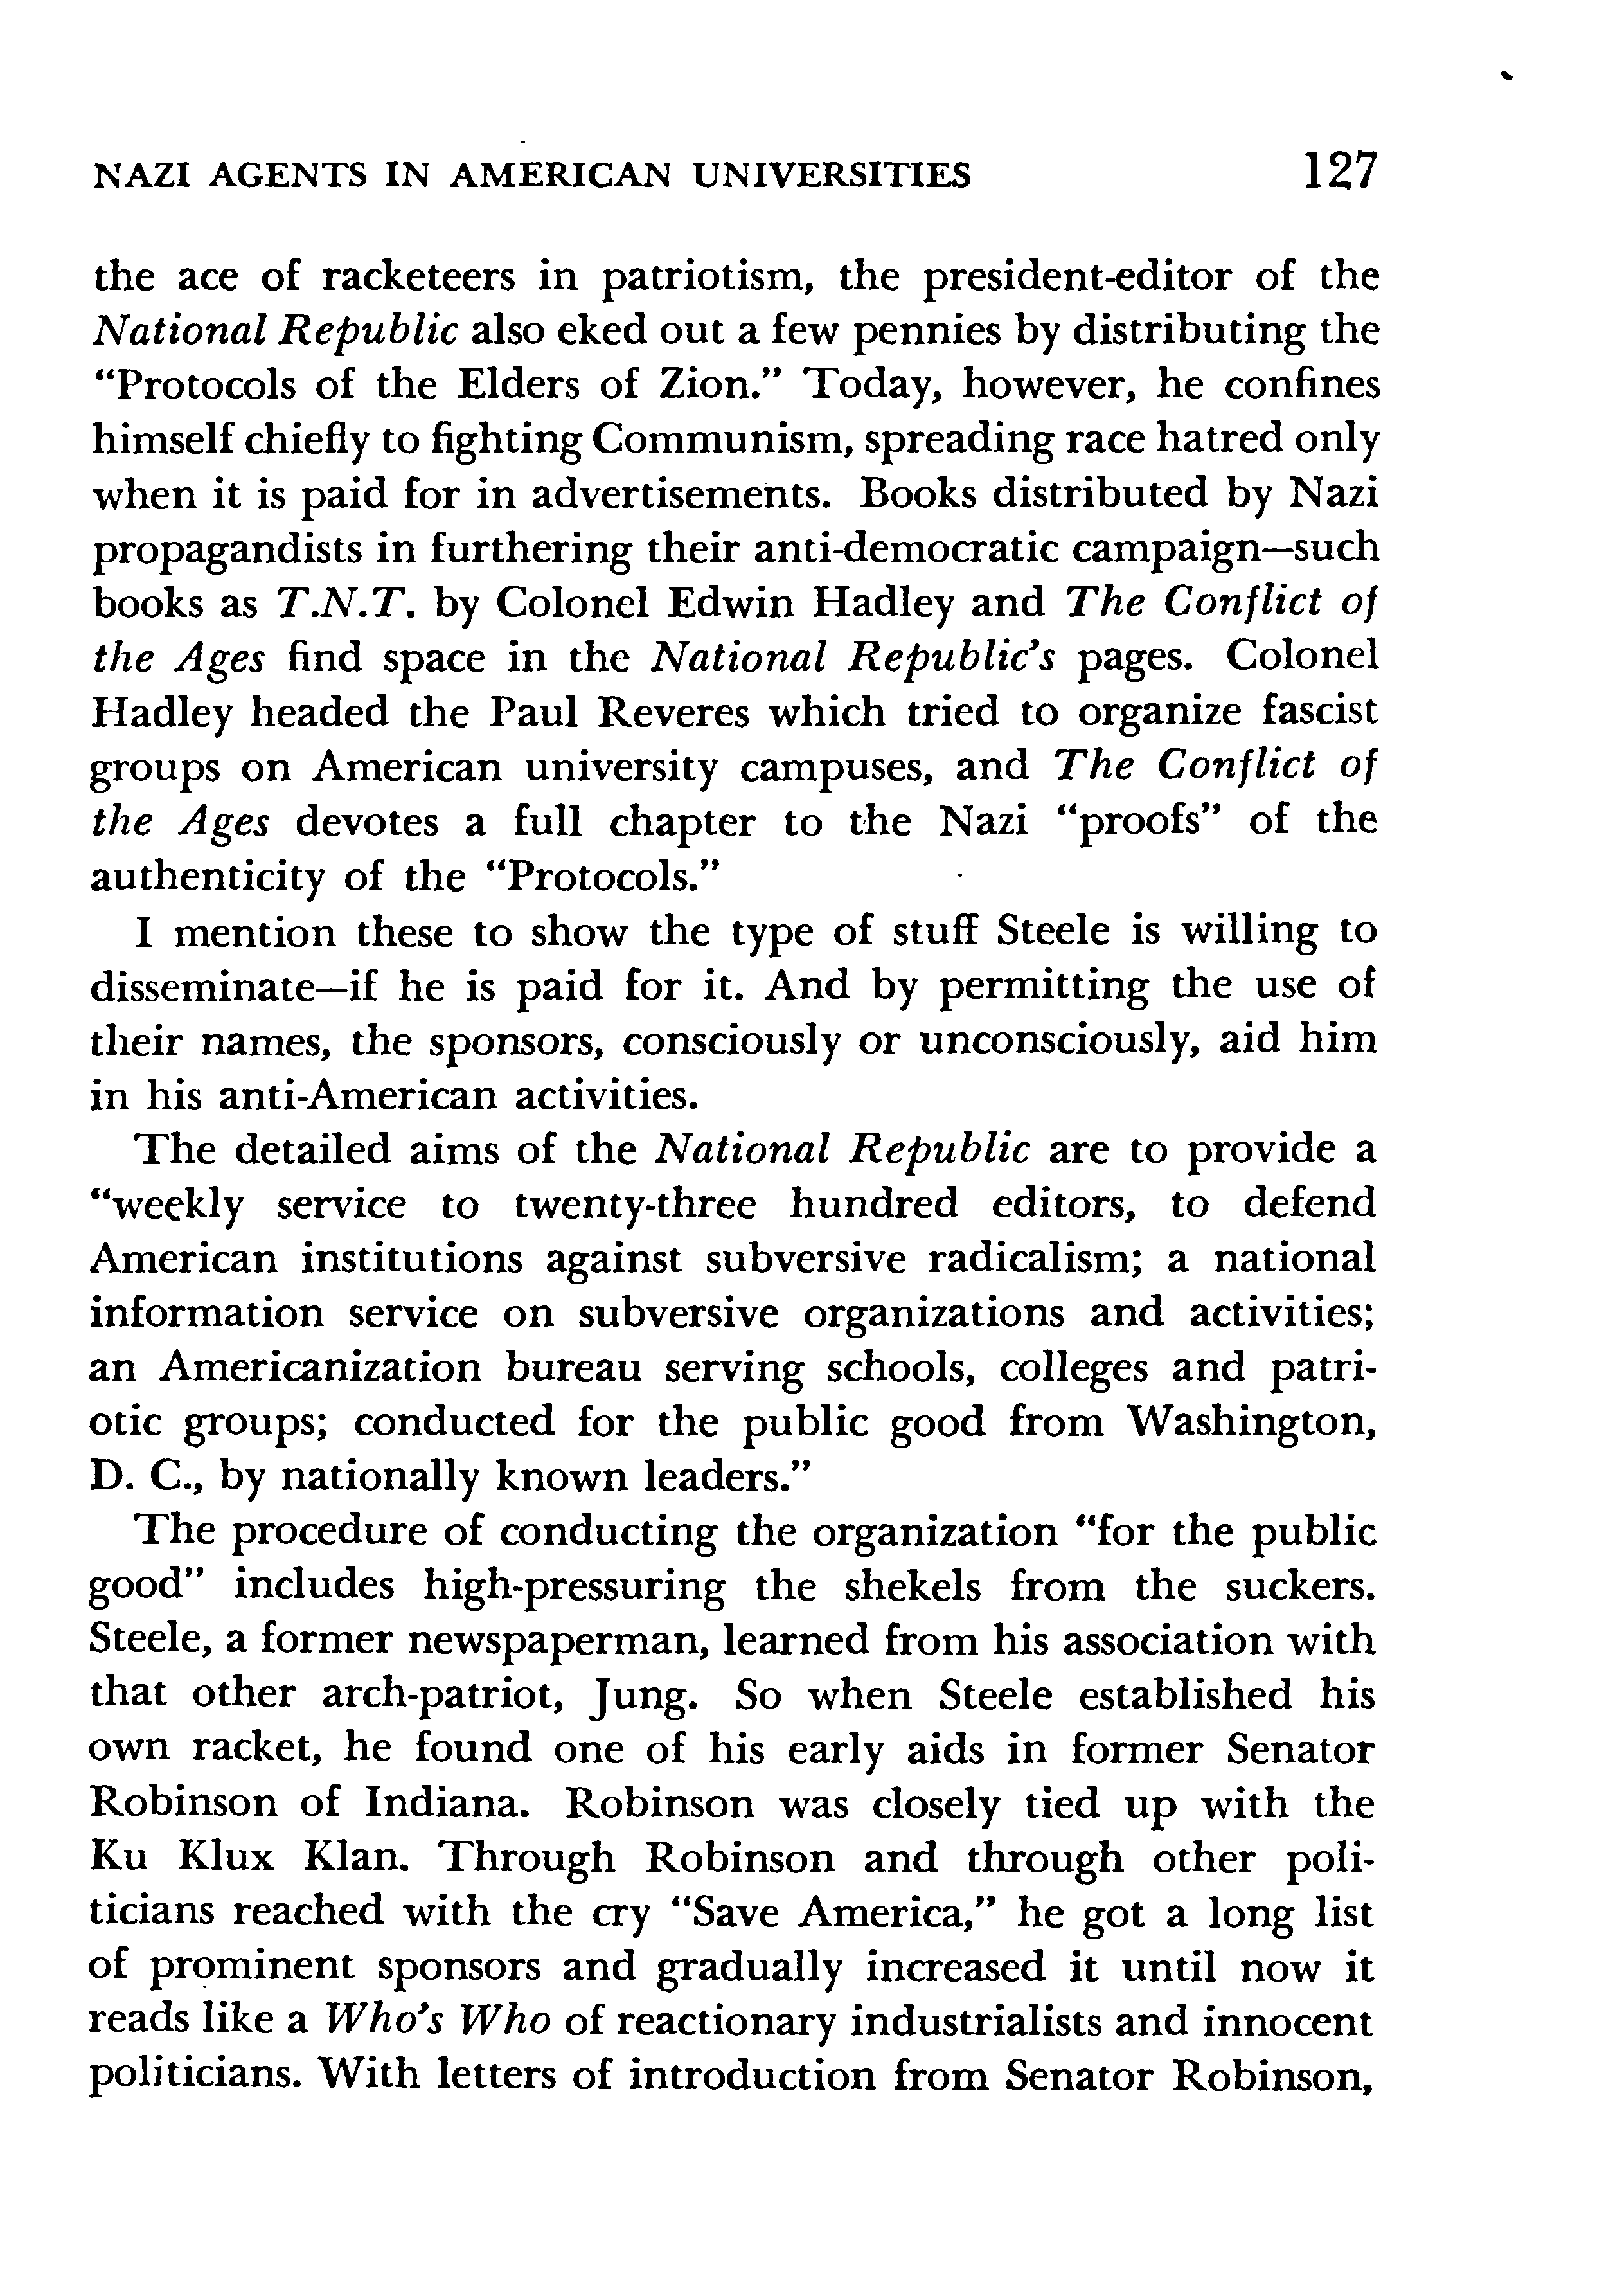 NAZI AGENTS IN AMERICAN UNIVERSITIES 127
the ace of racketeers in patriotism, the president-editor of the
National Republic also eked out a few pennies by distributing the
“Protocols of the Elders of Zion.” Today, however, he confines
himself chiefly to fighting Communism, spreading race hatred only
when it is paid for in advertisements. Books distributed by Nazi
propagandists in furthering their anti-democratic campaign—such
books as T.N.T. by Colonel Edwin Hadley and The Conflict of
the Ages find space in the National Republic’s pages. Colonel
Hadley headed the Paul Reveres which tried to organize fascist
groups on American university campuses, and The Conflict of
the Ages devotes a full chapter to the Nazi “proofs” of the
authenticity of the “Protocols.”
I mention these to show the type of stuff Steele is willing to
disseminate—if he is paid for it. And by permitting the use of
their names, the sponsors, consciously or unconsciously, aid him
in his anti-American activities.
The detailed aims of the National Republic are to provide a
“weekly service to twenty-three hundred editors, to defend
American institutions against subversive radicalism; a national
information service on subversive organizations and activities;
an Americanization bureau serving schools, colleges and patri-
otic groups; conducted for the public good from Washington,
D. C., by nationally known leaders.”
The procedure of conducting the organization “for the public
good” includes high-pressuring the shekels from the suckers.
Steele, a former newspaperman, learned from his association with
that other arch-patriot, Jung. So when Steele established his
own racket, he found one of his early aids in former Senator
Robinson of Indiana. Robinson was closely tied up with the
Ku Klux Klan. Through Robinson and through other poli-
ticians reached with the cry “Save America,” he got a long list
of prominent sponsors and gradually increased it until now it
reads like a Who’s Who of reactionary industrialists and innocent
politicians. With letters of introduction from Senator Robinson,